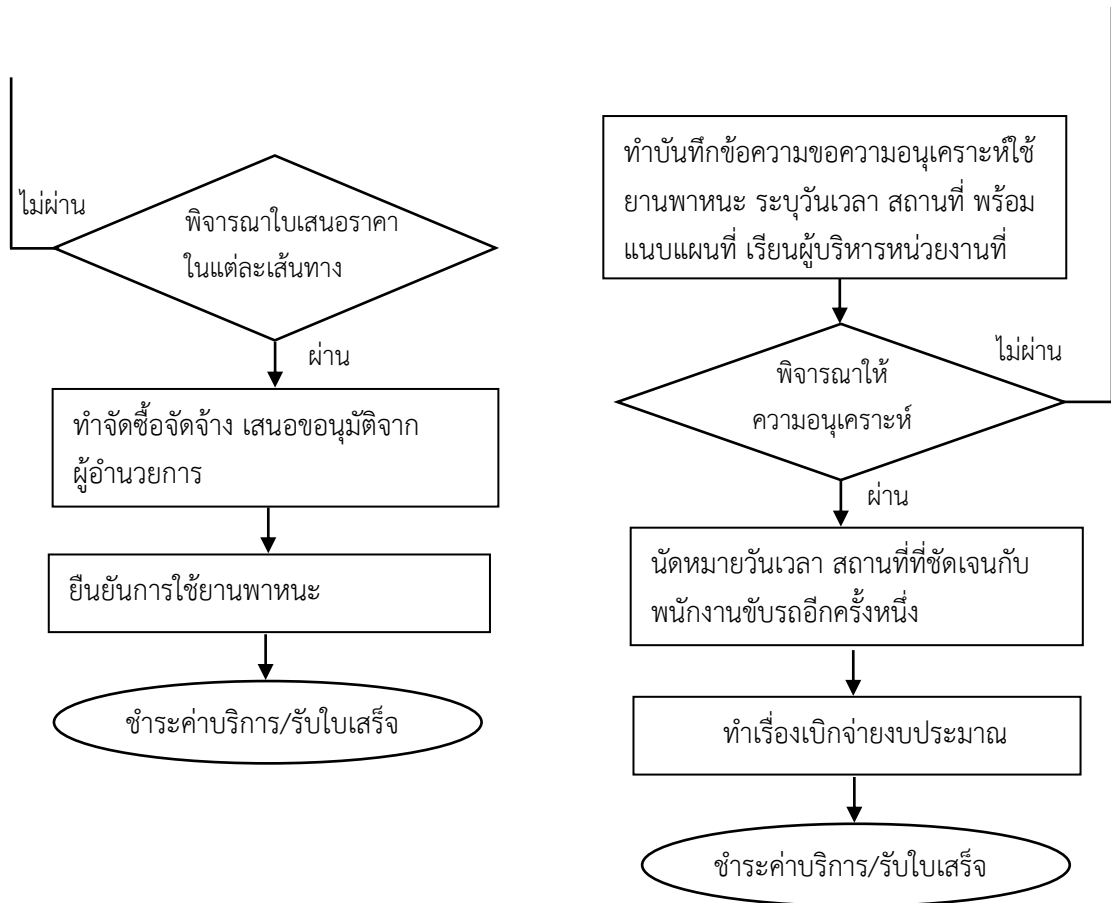 ไม่ผ่าน
พิจารณาใบเสนอราคา
ในแต่ละเส้นทาง
ผ่าน
ทำจัดซื้อจัดจ้าง เสนอขอนุมัติจาก
ผู้อำนวยการ
ยืนยันการใช้ยานพาหนะ
ชำระค่าบริการ/รับใบเสร็จ
ทำบันทึกข้อความขอความอนุเคราะห์ใช้
ยานพาหนะ ระบุวันเวลา สถานที่ พร้อม
แนบแผนที่ เรียนผู้บริหารหน่วยงานที่
ไม่ผ่าน
พิจารณาให้
ความอนุเคราะห์
ผ่าน
นัดหมายวันเวลา สถานที่ที่ชัดเจนกับ
พนักงานขับรถอีกครั้งหนึ่ง
ทำเรื่องเบิกจ่ายงบประมาณ
ชำระค่าบริการ/รับใบเสร็จ